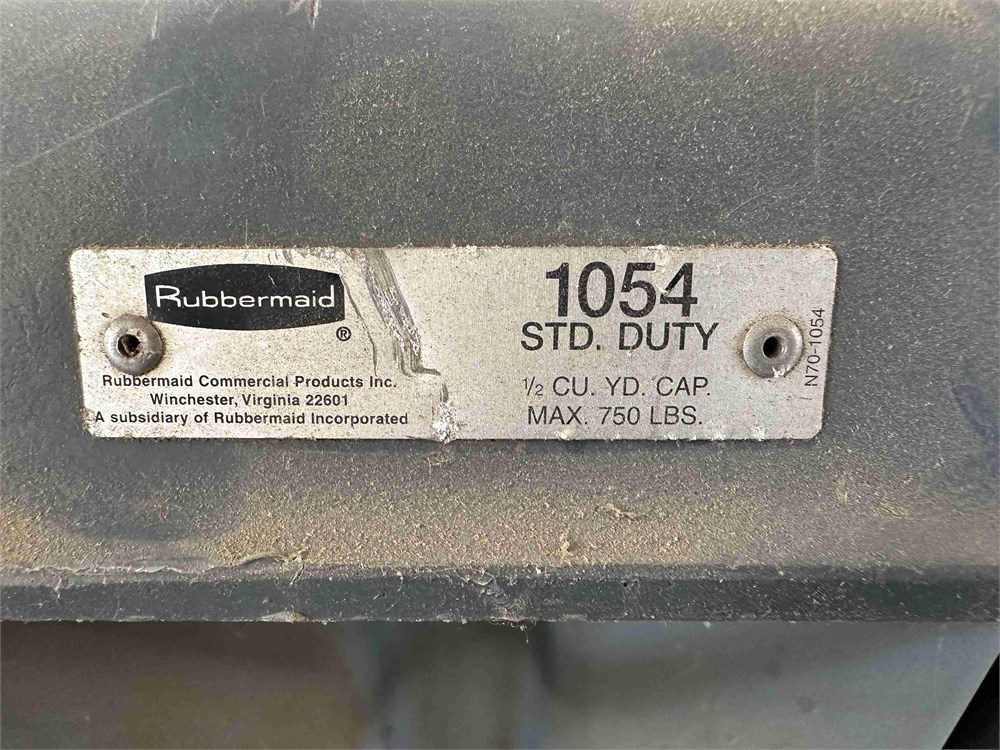 Rubbermaid
®
Rubbermaid Commercial Products Inc.
Winchester, Virginia 22601
A subsidiary of Rubbermaid Incorporated
1054
STD. DUTY
1/2 CU. YD. CAP.
MAX. 750 LBS.
N70-1054